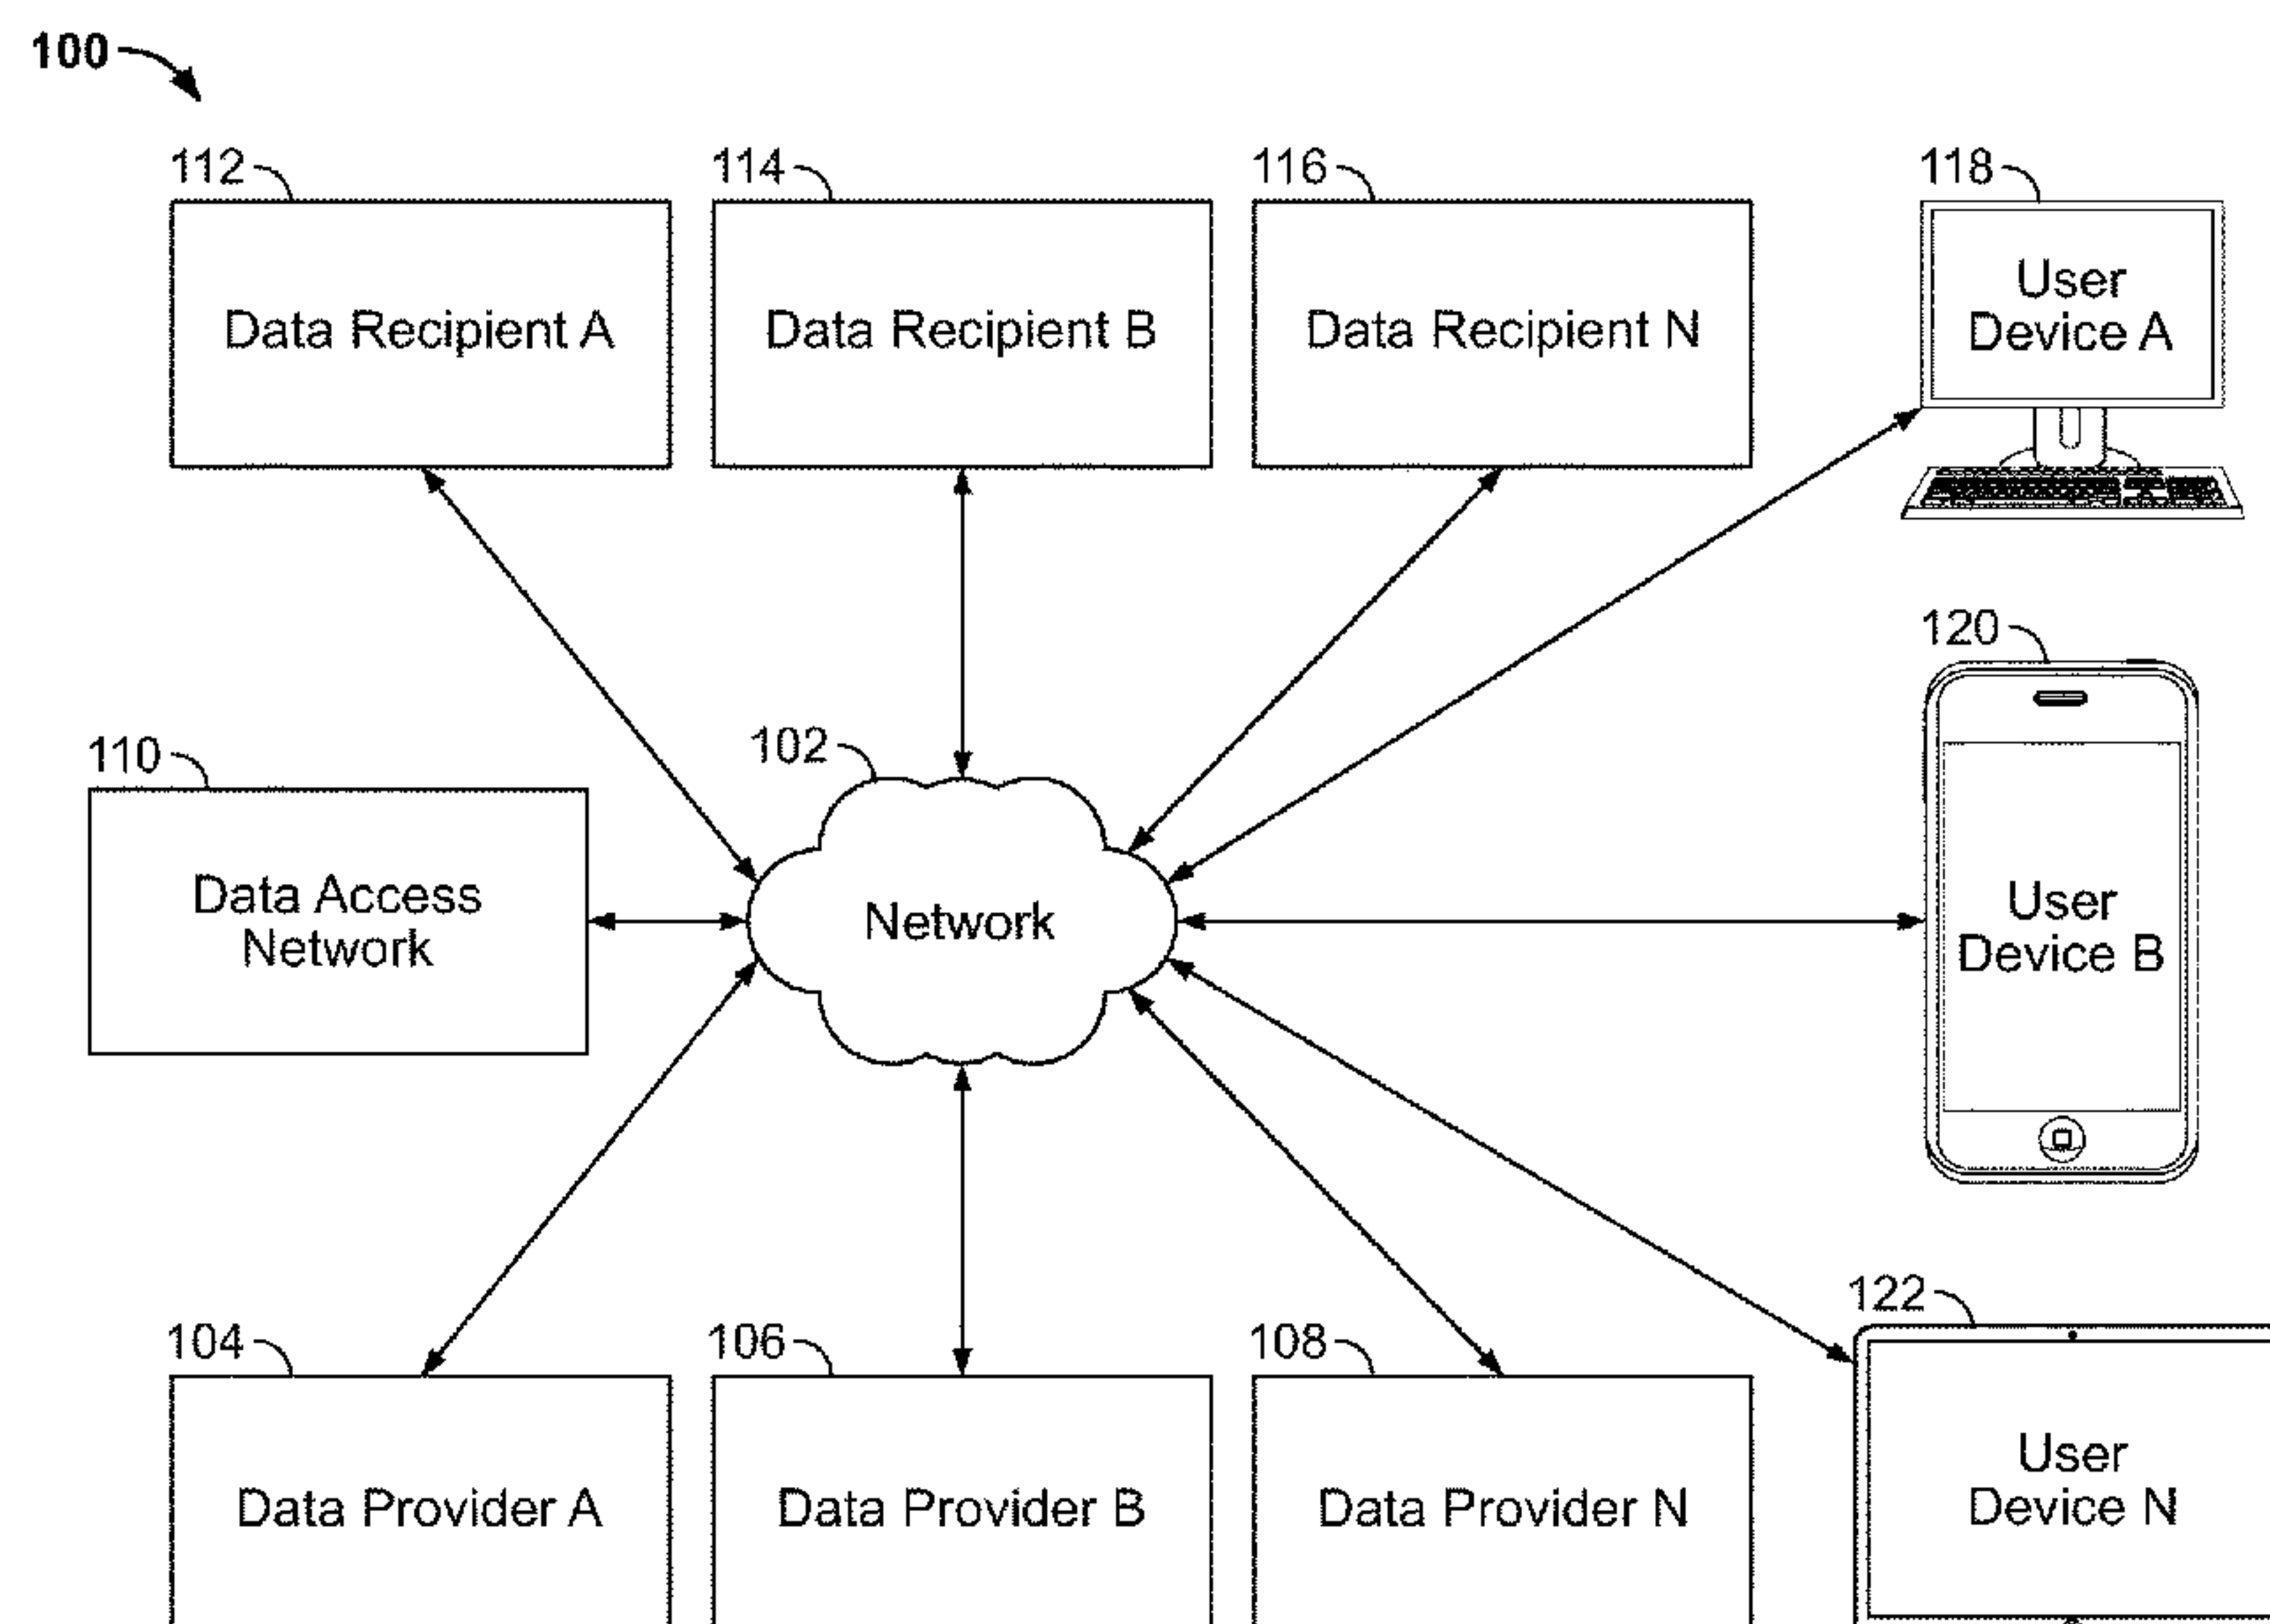 100
112
114
116
118
Data Recipient A
Data Recipient B
Data Recipient N
User
Device A
120
110
102
Data Access
Network
Network
User
Device B
122
104
106
108
Data Provider A
Data Provider B
Data Provider N
User
Device N